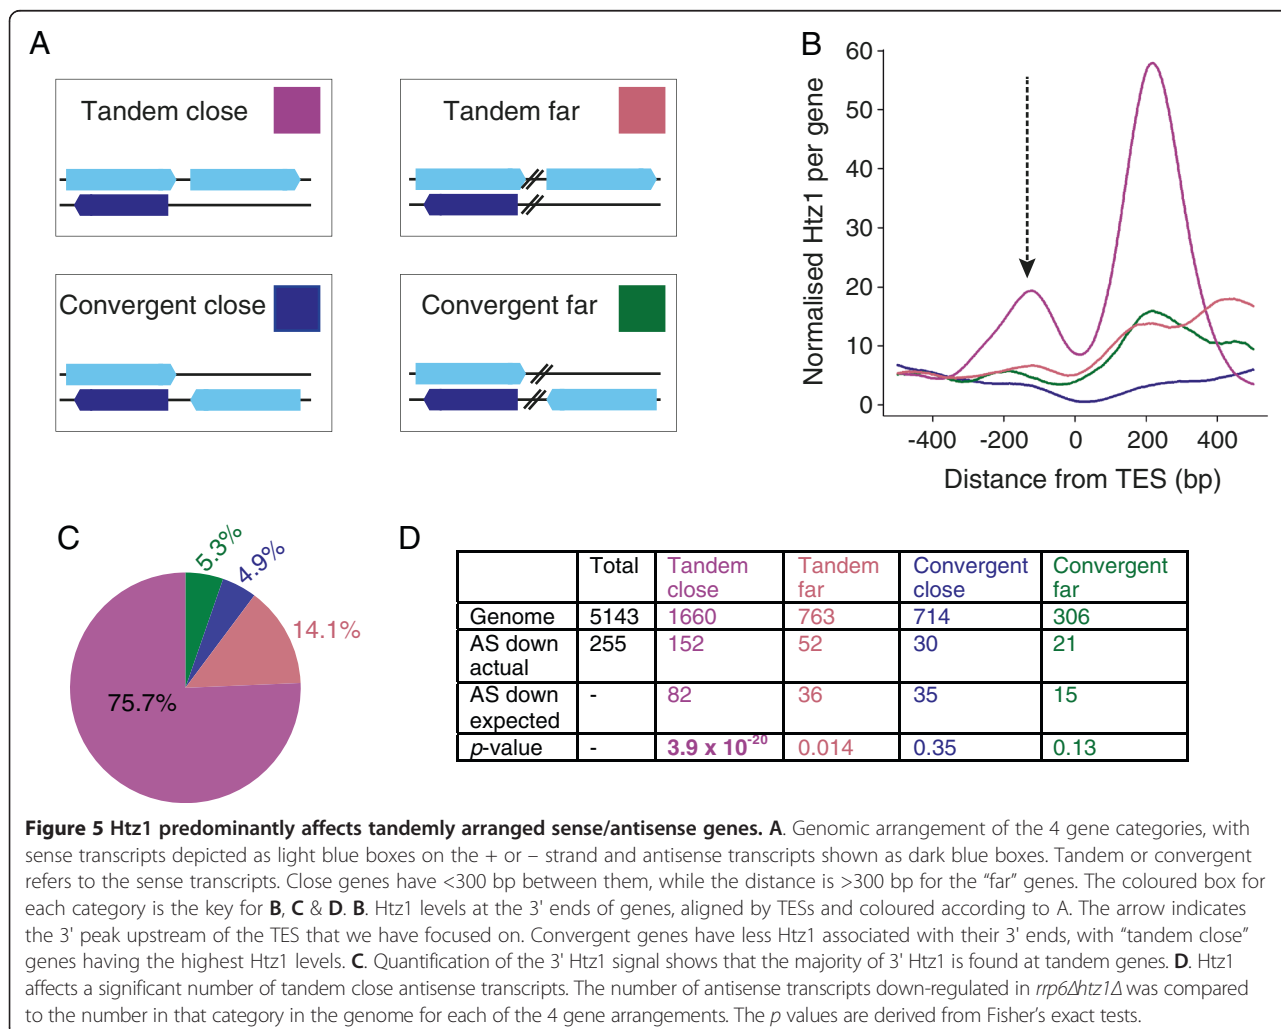 A
Tandem close
Tandem far
Convergent close
Convergent far
B
Normalised Htz1 per gene
60
50
40
30
20
10
0
-400 -200 0 200 400
Distance from TES (bp)
C
5.3%
4.9%
14.1%
75.7%
D
Total Tandem close Tandem far Convergent close Convergent far
Genome 5143 1660 763 714 306
AS down actual 255 152 52 30 21
AS down expected - 82 36 35 15
p-value - 3.9 x 10⁻²⁰ 0.014 0.35 0.13
Figure 5 Htz1 predominantly affects tandemly arranged sense/antisense genes. A. Genomic arrangement of the 4 gene categories, with
sense transcripts depicted as light blue boxes on the + or – strand and antisense transcripts shown as dark blue boxes. Tandem or convergent
refers to the sense transcripts. Close genes have <300 bp between them, while the distance is >300 bp for the “far” genes. The coloured box for
each category is the key for B, C & D. B. Htz1 levels at the 3' ends of genes, aligned by TESs and coloured according to A. The arrow indicates
the 3' peak upstream of the TES that we have focused on. Convergent genes have less Htz1 associated with their 3' ends, with “tandem close”
genes having the highest Htz1 levels. C. Quantification of the 3' Htz1 signal shows that the majority of 3' Htz1 is found at tandem genes. D. Htz1
affects a significant number of tandem close antisense transcripts. The number of antisense transcripts down-regulated in rrp6Δhtz1Δ was compared
to the number in that category in the genome for each of the 4 gene arrangements. The p values are derived from Fisher’s exact tests.